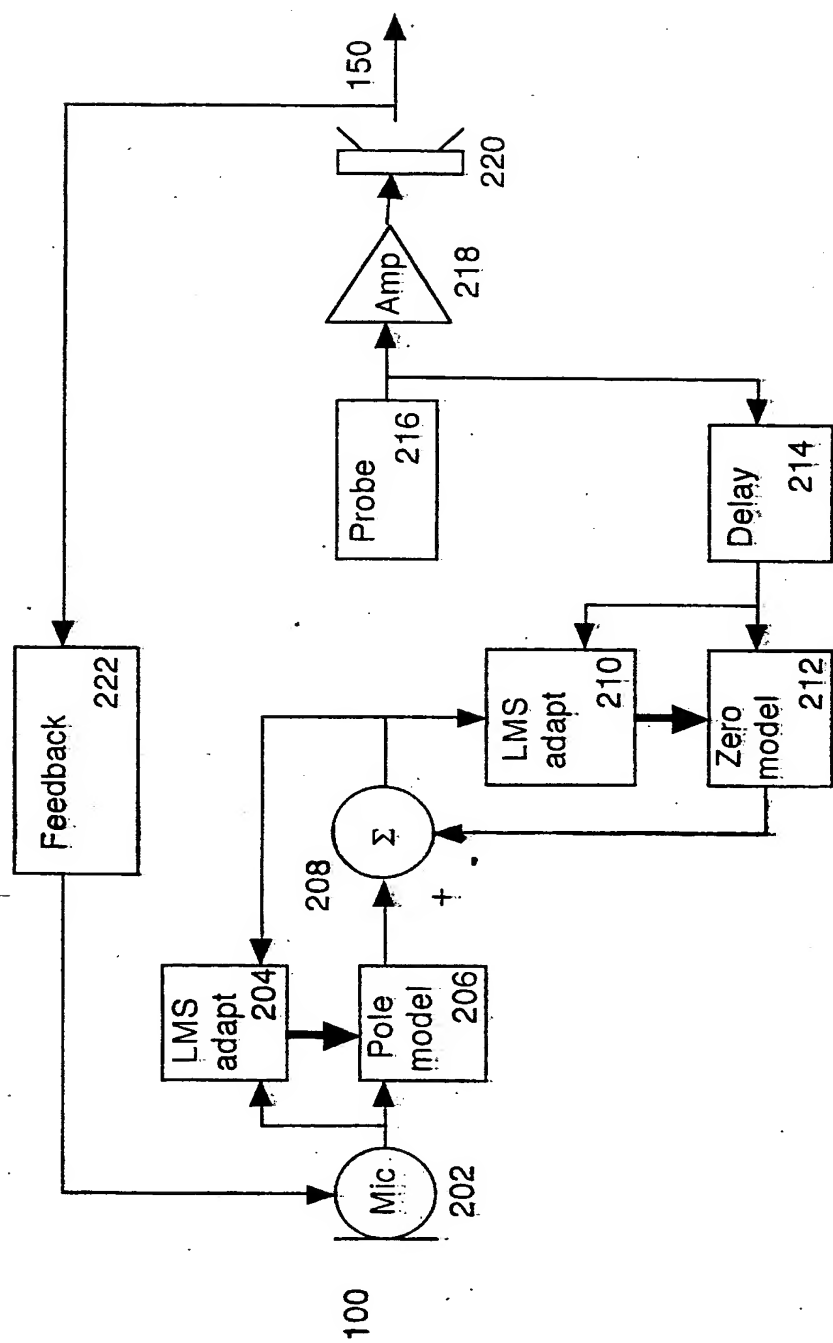 Feedback
222
150
LMS
adapt
204
208
Σ
+
Pole
model
206
Mic
202
100
Probe
216
Amp
218
220
LMS
adapt
210
Zero
model
212
Delay
214